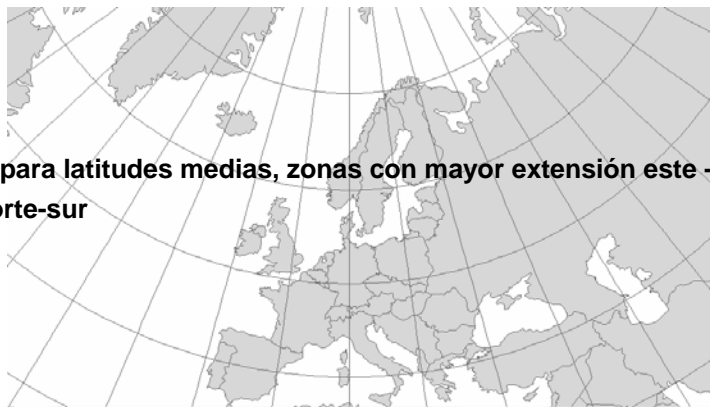 para latitudes medias, zonas con mayor extensión este -
orte-sur